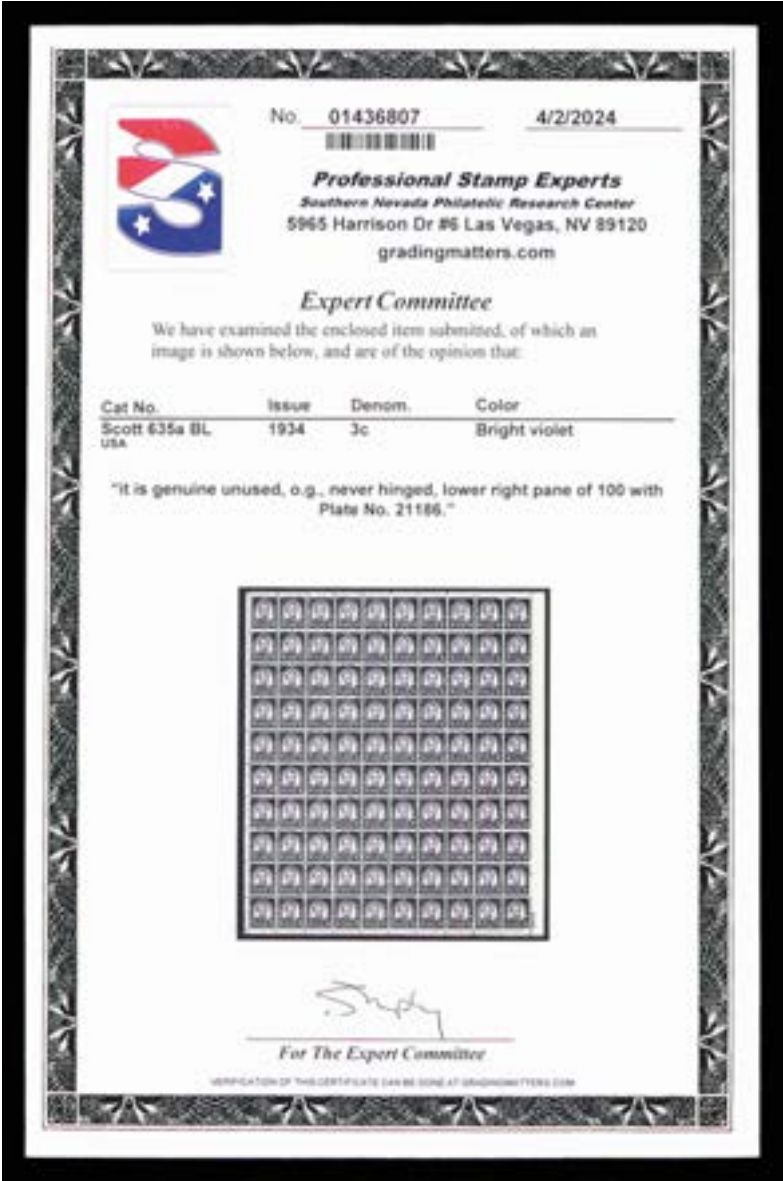 No. 01436807 4/2/2024
Professional Stamp Experts
Southern Nevada Philatelic Research Center
5965 Harrison Dr #6 Las Vegas, NV 89120
gradingmatters.com
Expert Committee
We have examined the enclosed item submitted, of which an
image is shown below, and are of the opinion that:
Cat No. Issue Denom. Color
Scott 635a BL 1934 3c Bright violet
USA
"it is genuine unused, o.g., never hinged, lower right pane of 100 with
Plate No. 21186."
For The Expert Committee
VERIFICATION OF THIS CERTIFICATE CAN BE DONE AT GRADINGMATTERS.COM